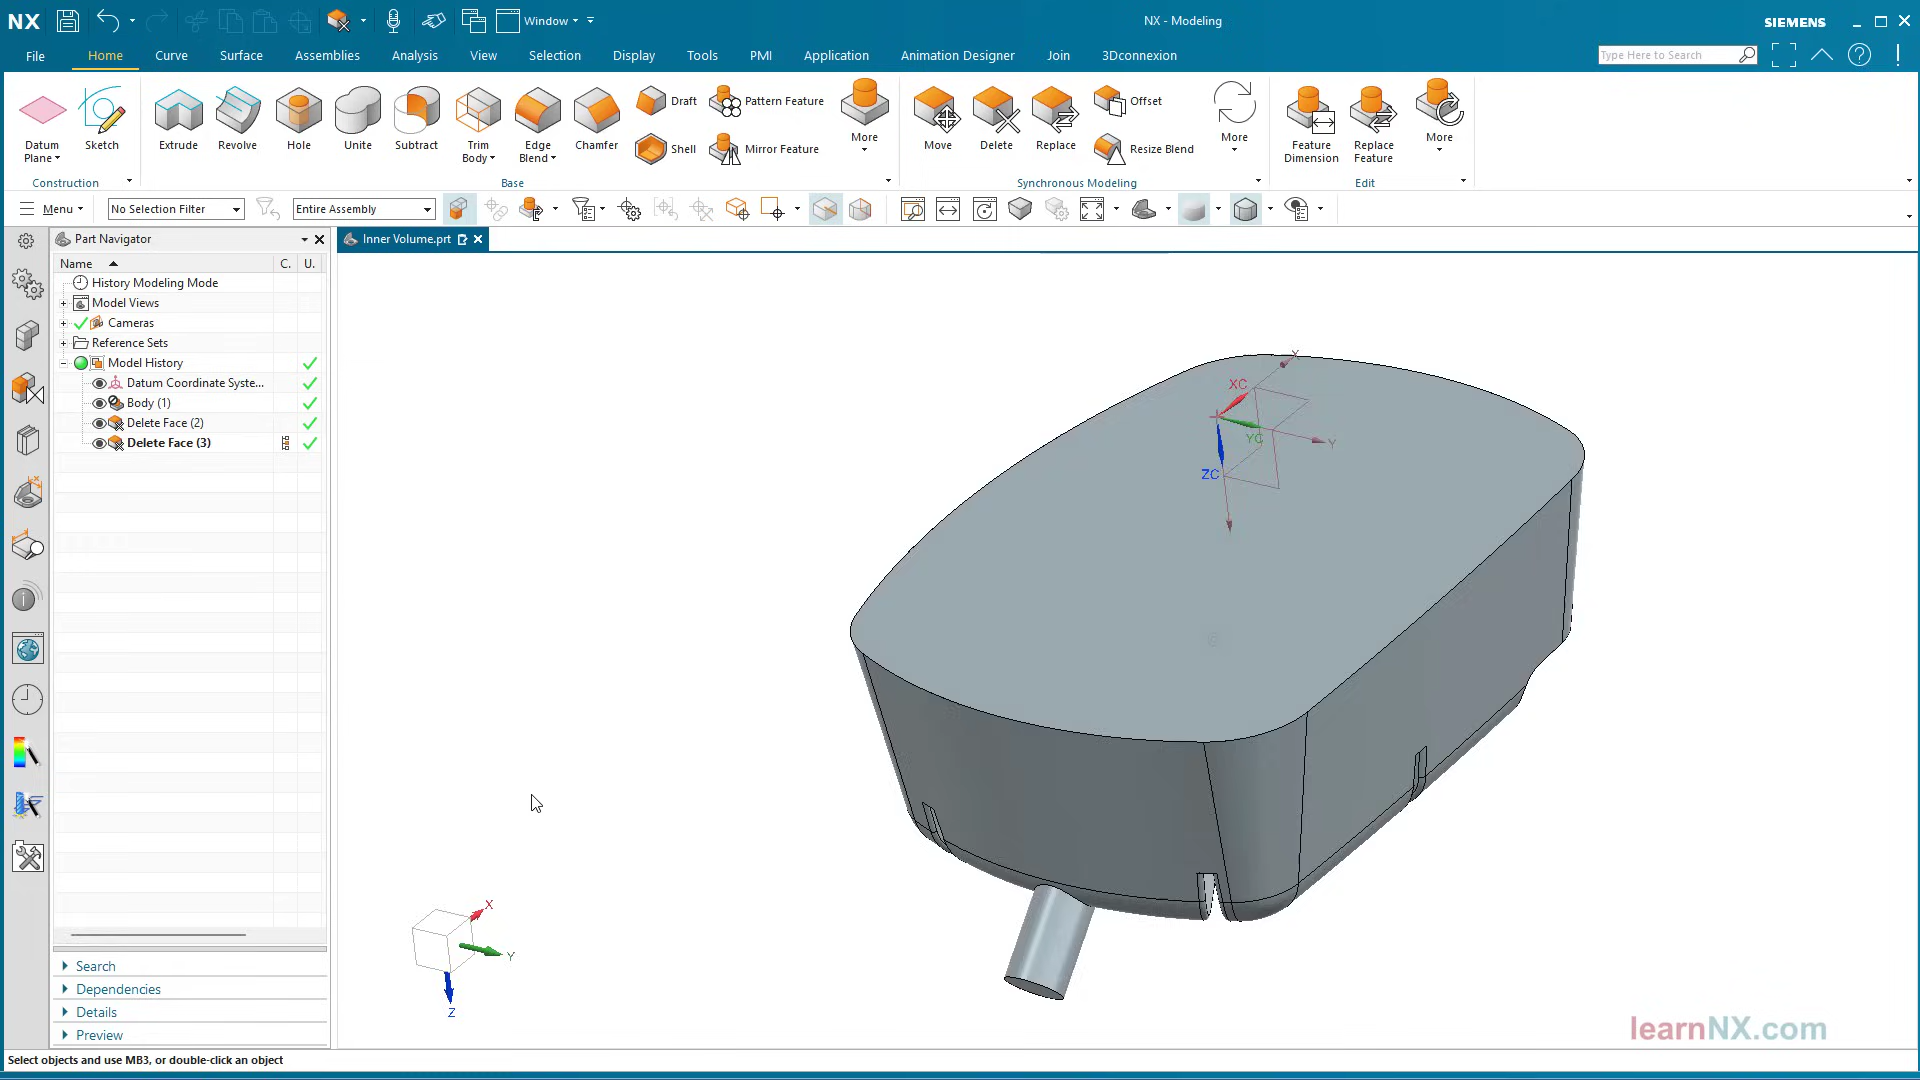 NX
Window
NX - Modeling
SIEMENS
File
Home
Curve
Surface
Assemblies
Analysis
View
Selection
Display
Tools
PMI
Application
Animation Designer
Join
3Dconnexion
Type Here to Search
Datum Plane
Sketch
Construction
Extrude
Revolve
Hole
Unite
Subtract
Trim Body
Edge Blend
Chamfer
Draft
Shell
Pattern Feature
Mirror Feature
More
Base
Move
Delete
Replace
Offset
Resize Blend
More
Synchronous Modeling
Feature Dimension
Replace Feature
More
Edit
Menu
No Selection Filter
Entire Assembly
Part Navigator
Inner Volume.prt
Name
C.
U.
History Modeling Mode
Model Views
Cameras
Reference Sets
Model History
Datum Coordinate Syste...
Body (1)
Delete Face (2)
Delete Face (3)
X
XC
YC
Y
ZC
X
Y
Z
Search
Dependencies
Details
Preview
learnNX.com
Select objects and use MB3, or double-click an object